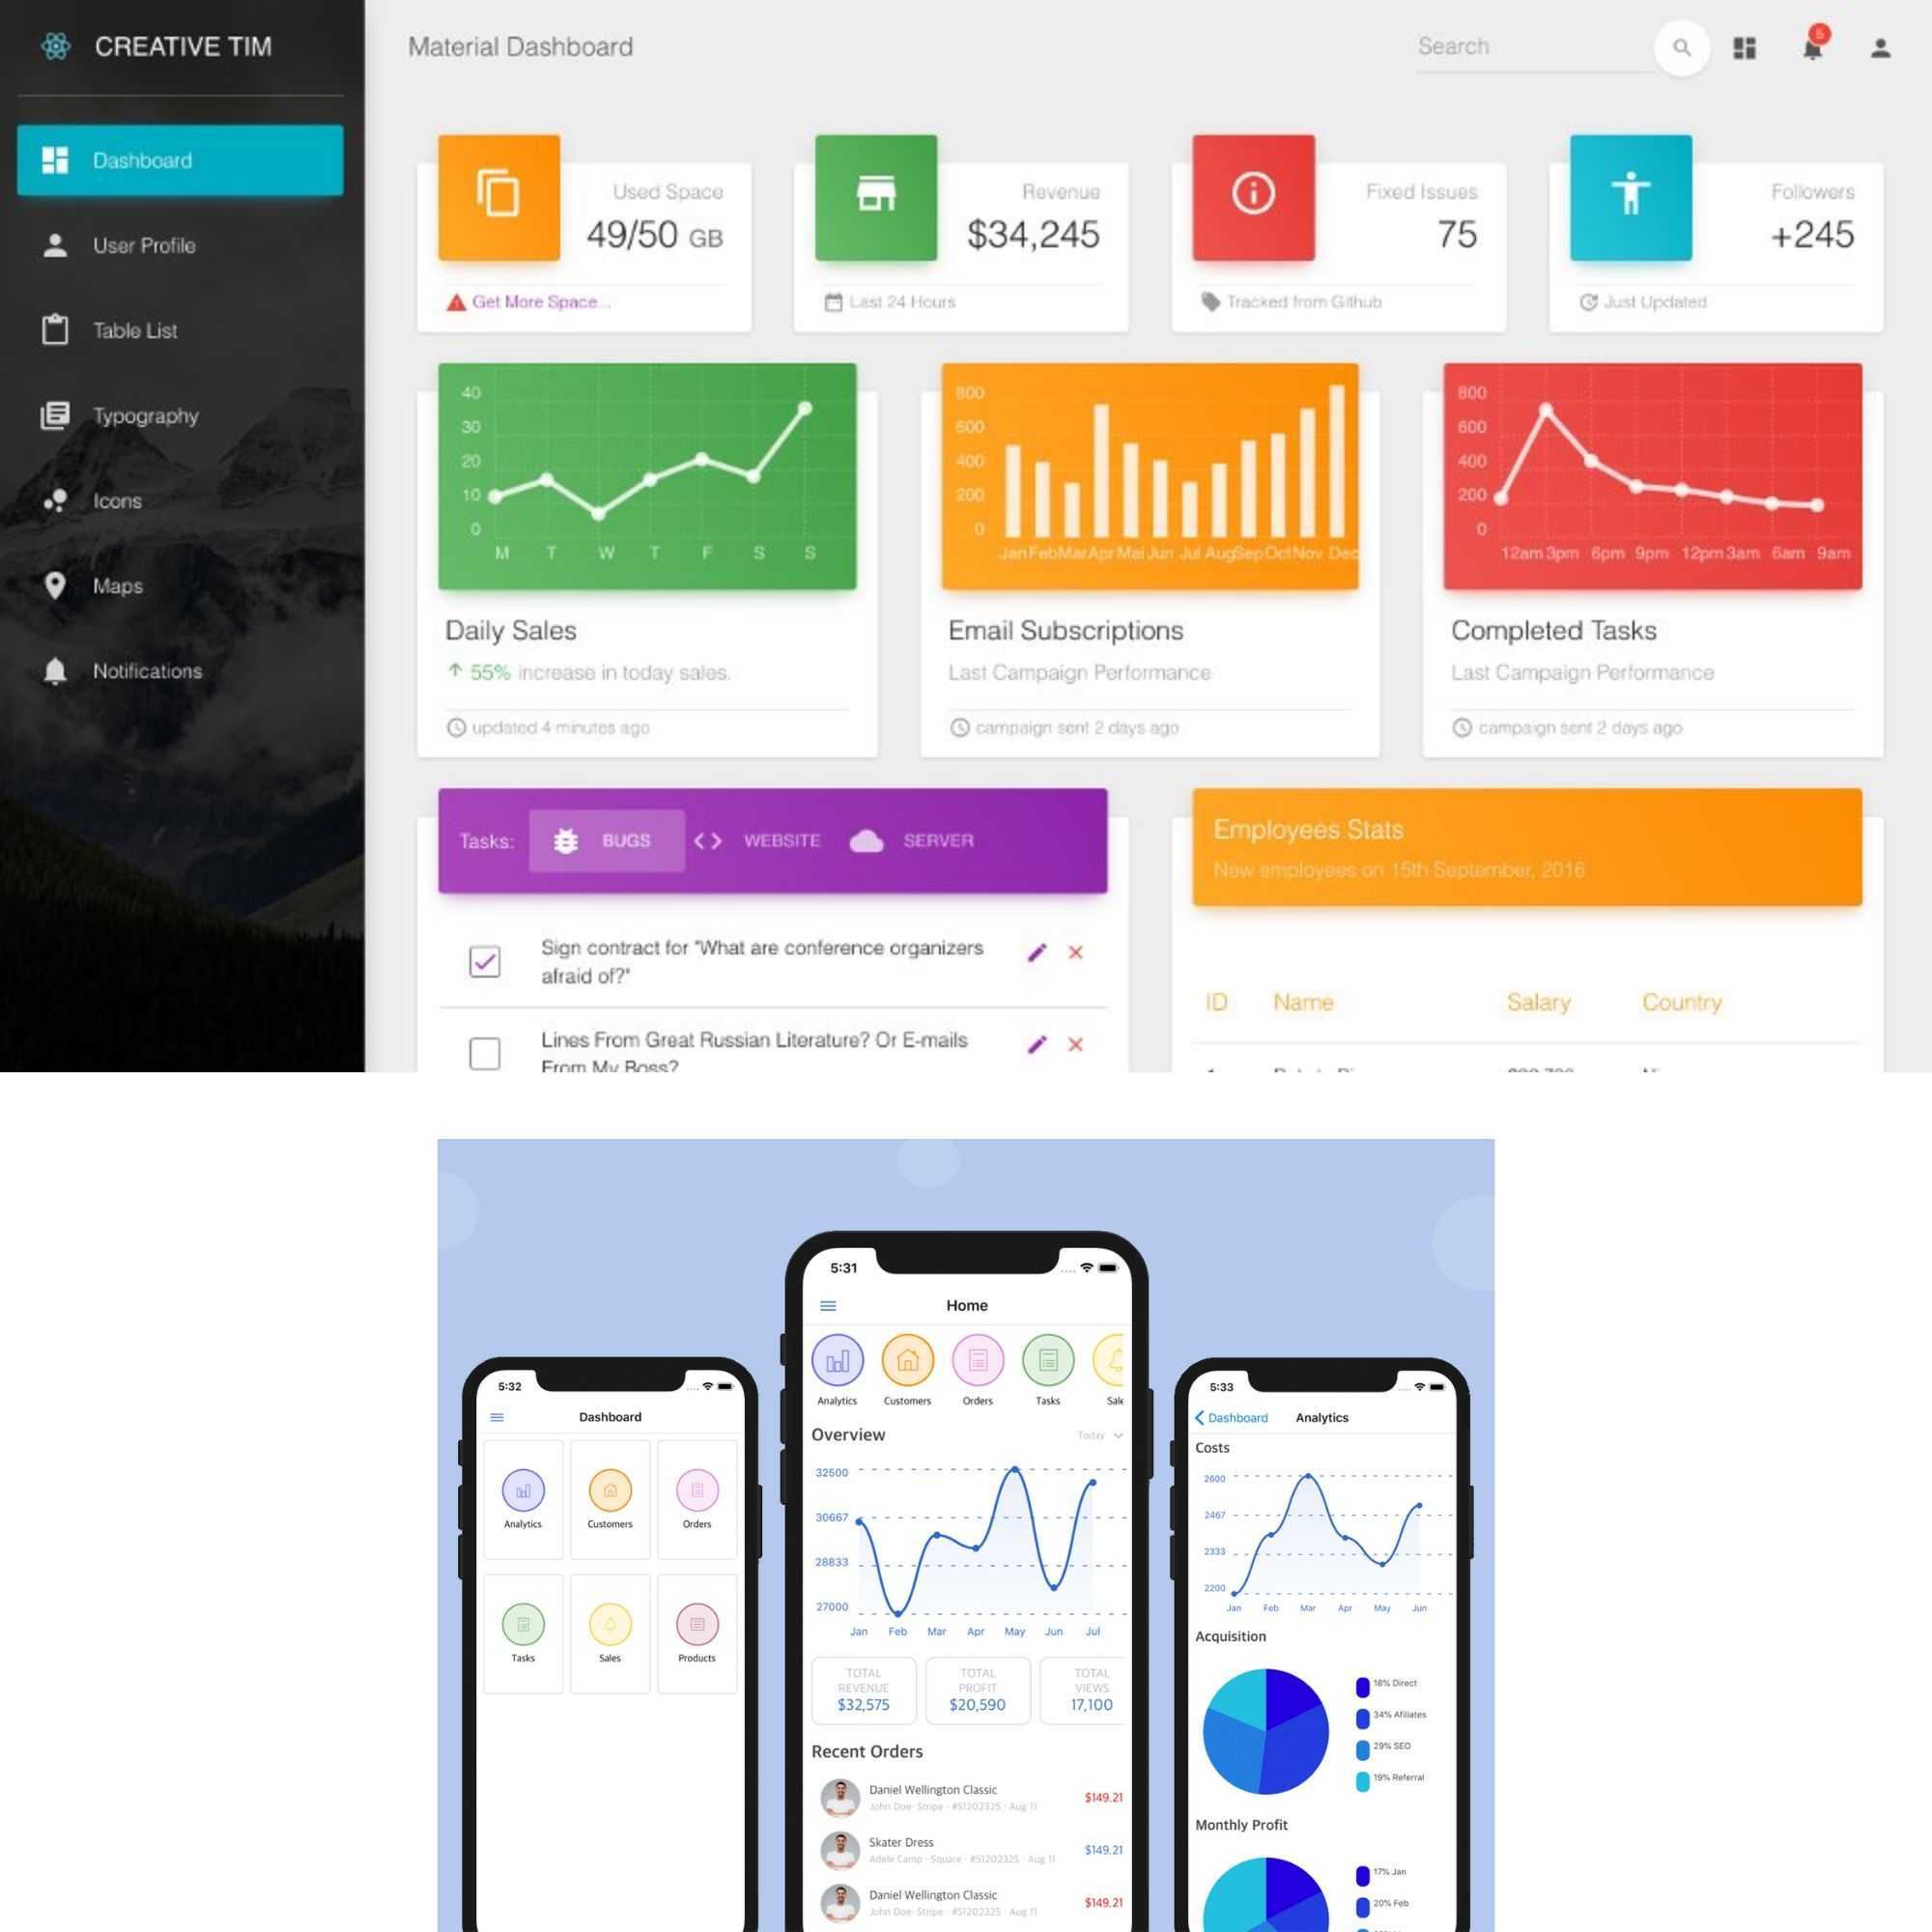 CREATIVE TIM
Dashboard
User Profile
Table List
Typography
Icons
Maps
Notifications
Material Dashboard
Search
5
Used Space
49/50 GB
Get More Space...
Revenue
$34,245
Last 24 Hours
Fixed Issues
75
Tracked from Github
Followers
+245
Just Updated
40
30
20
10
0
M T W T F S S
Daily Sales
55% increase in today sales.
updated 4 minutes ago
800
600
400
200
0
Jan Feb Mar Apr Mai Jun Jul Aug Sep Oct Nov Dec
Email Subscriptions
Last Campaign Performance
campaign sent 2 days ago
800
600
400
200
0
12am 3pm 6pm 9pm 12pm 3am 6am 9am
Completed Tasks
Last Campaign Performance
campaign sent 2 days ago
Tasks: BUGS WEBSITE SERVER
Sign contract for "What are conference organizers
afraid of?"
Lines From Great Russian Literature? Or E-mails
From My Boss?
Employees Stats
New employees on 15th September, 2016
ID Name Salary Country
5:32
Dashboard
Analytics Customers Orders
Tasks Sales Products
5:31
Home
Analytics Customers Orders Tasks Sale
Overview Today
32500
30667
28833
27000
Jan Feb Mar Apr May Jun Jul
TOTAL
REVENUE
$32,575
TOTAL
PROFIT
$20,590
TOTAL
VIEWS
17,100
Recent Orders
Daniel Wellington Classic
John Doe · Stripe · #51202325 · Aug 11
$149.21
Skater Dress
Adele Camp · Square · #51202325 · Aug 11
$149.21
Daniel Wellington Classic
John Doe · Stripe · #51202325 · Aug 11
$149.21
5:33
Dashboard Analytics
Costs
2600
2467
2333
2200
Jan Feb Mar Apr May Jun
Acquisition
18% Direct
34% Afiliates
29% SEO
19% Referral
Monthly Profit
17% Jan
20% Feb